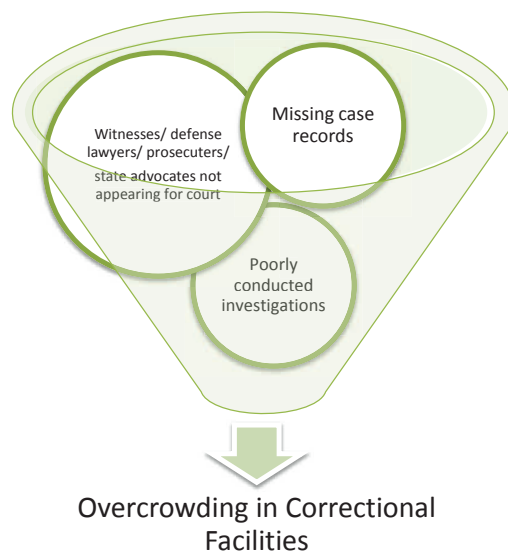 Witnesses/ defense
lawyers/ prosecuters/
state advocates not
appearing for court
Missing case
records
Poorly
conducted
investigations
Overcrowding in Correctional
Facilities